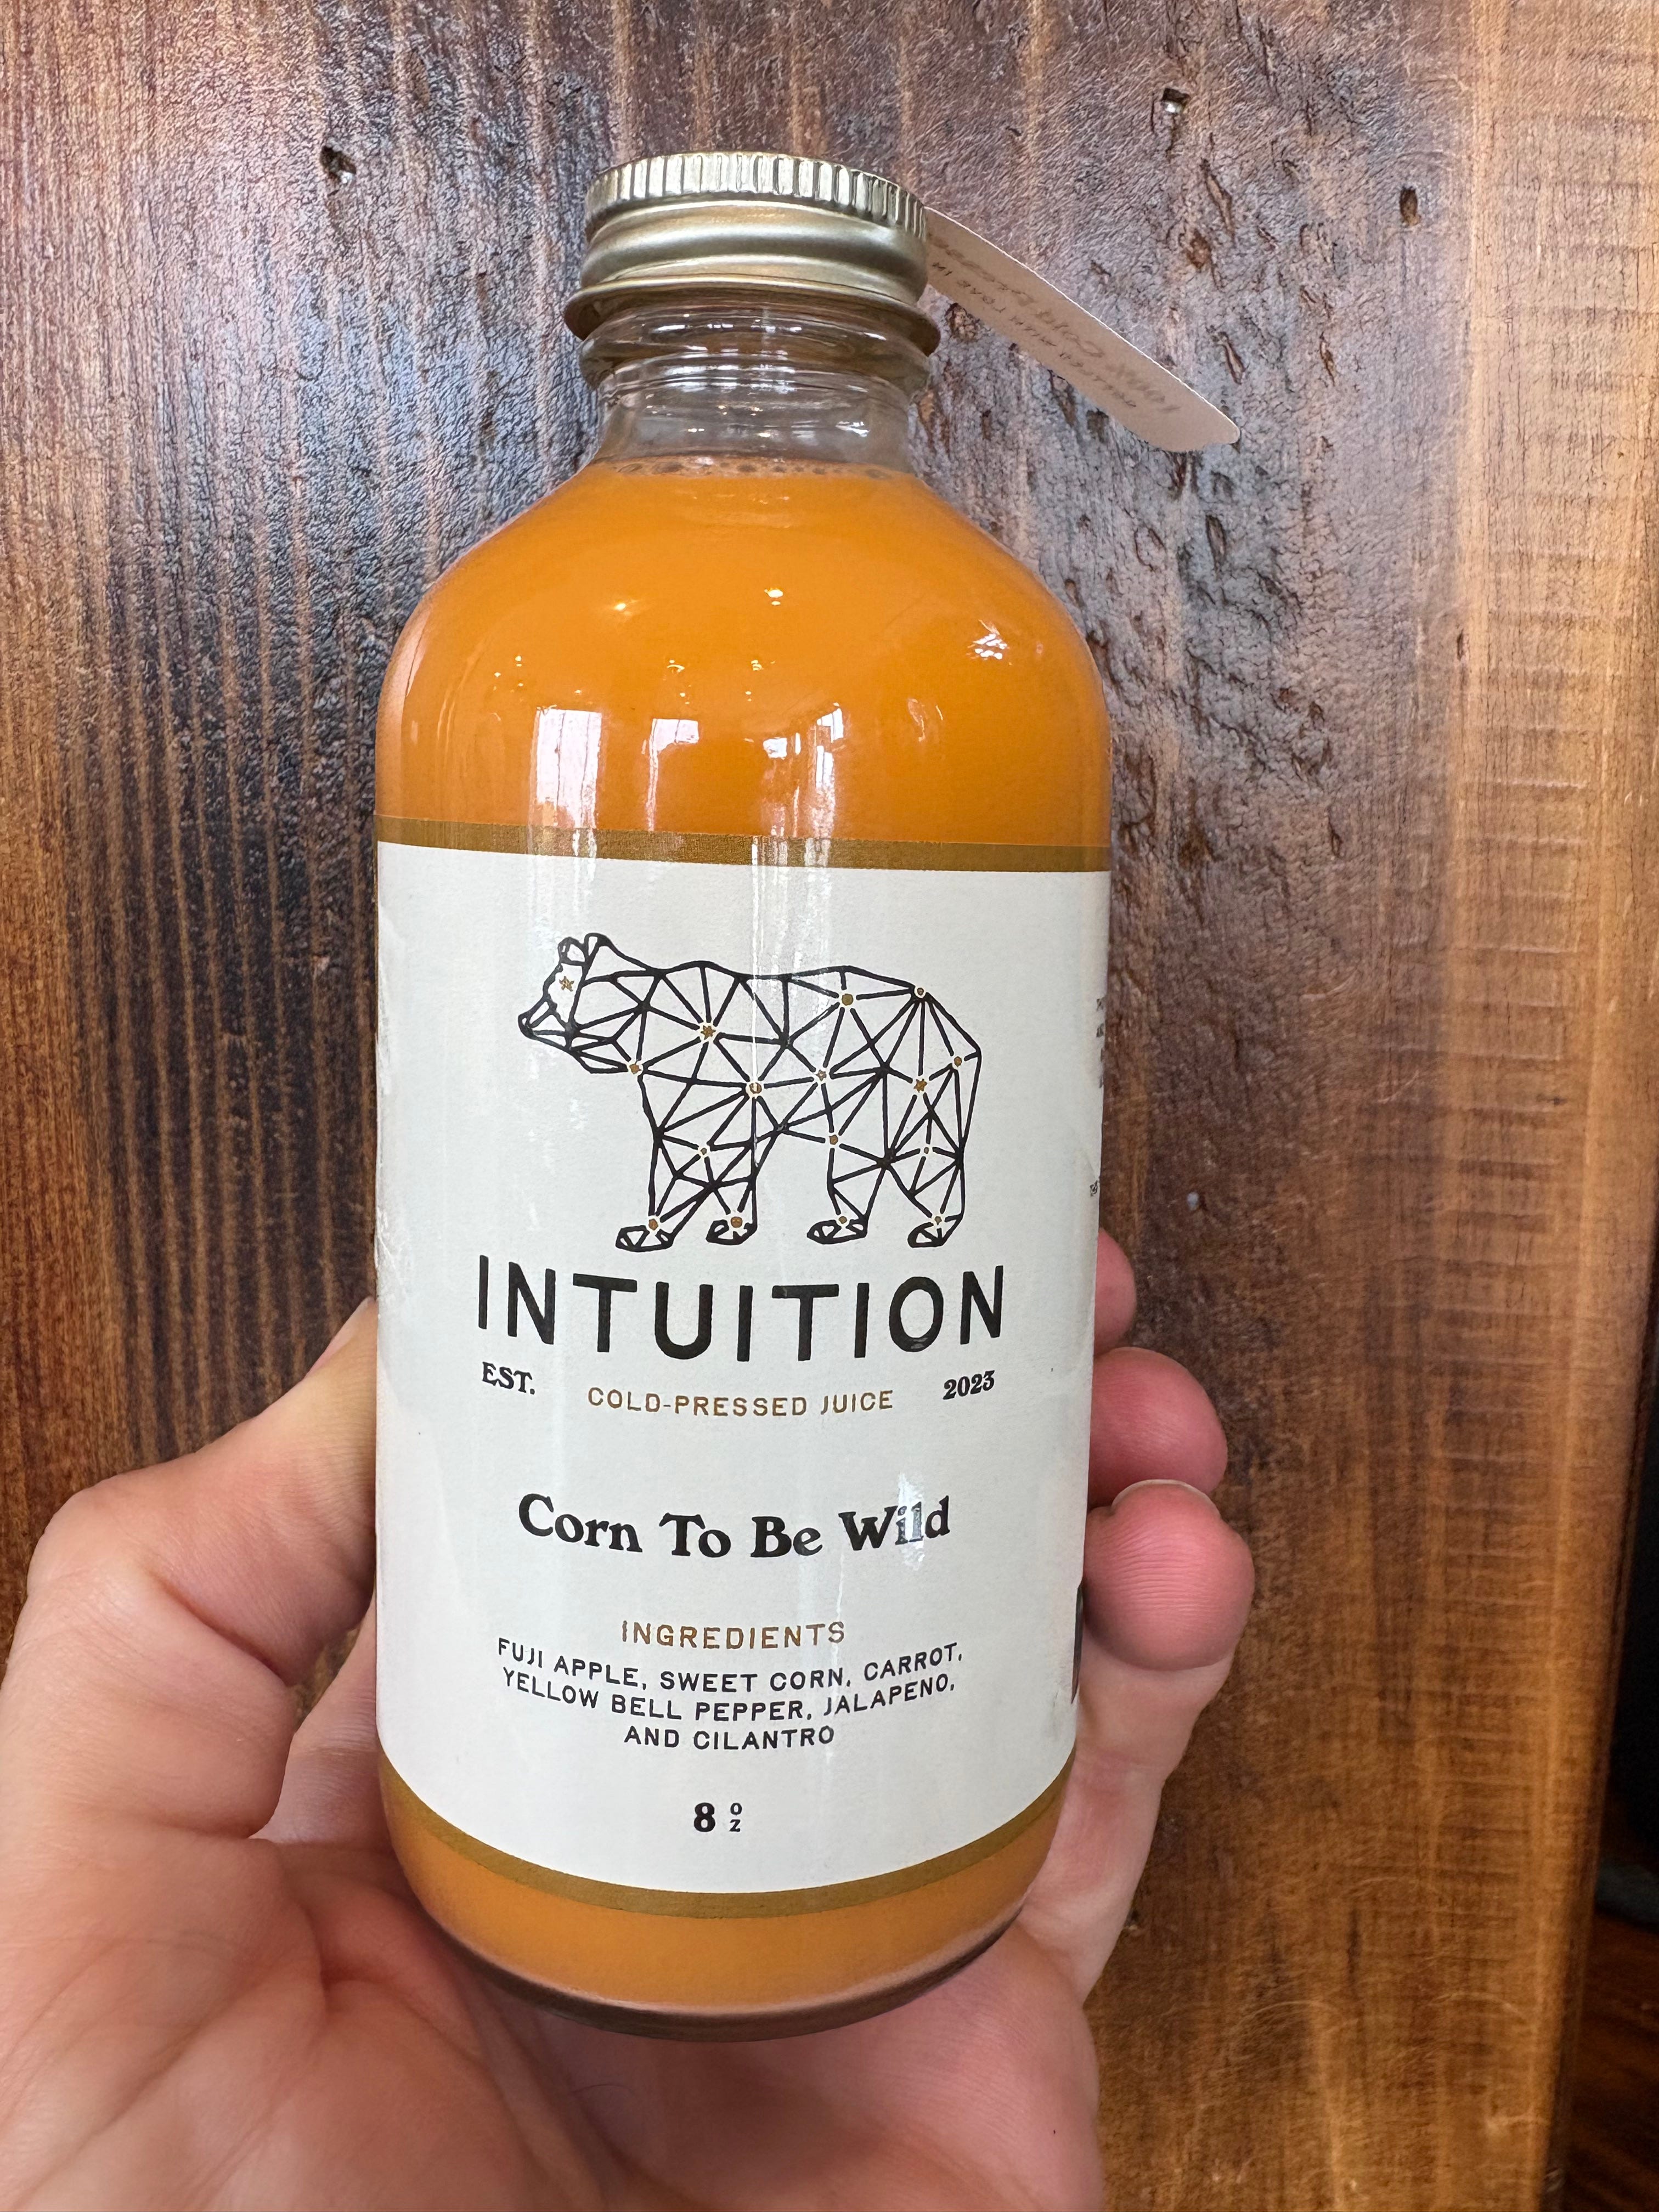 INTUITION
EST. COLD-PRESSED JUICE 2023
Corn To Be Wild
INGREDIENTS
FUJI APPLE, SWEET CORN, CARROT,
YELLOW BELL PEPPER, JALAPENO,
AND CILANTRO
8 oz